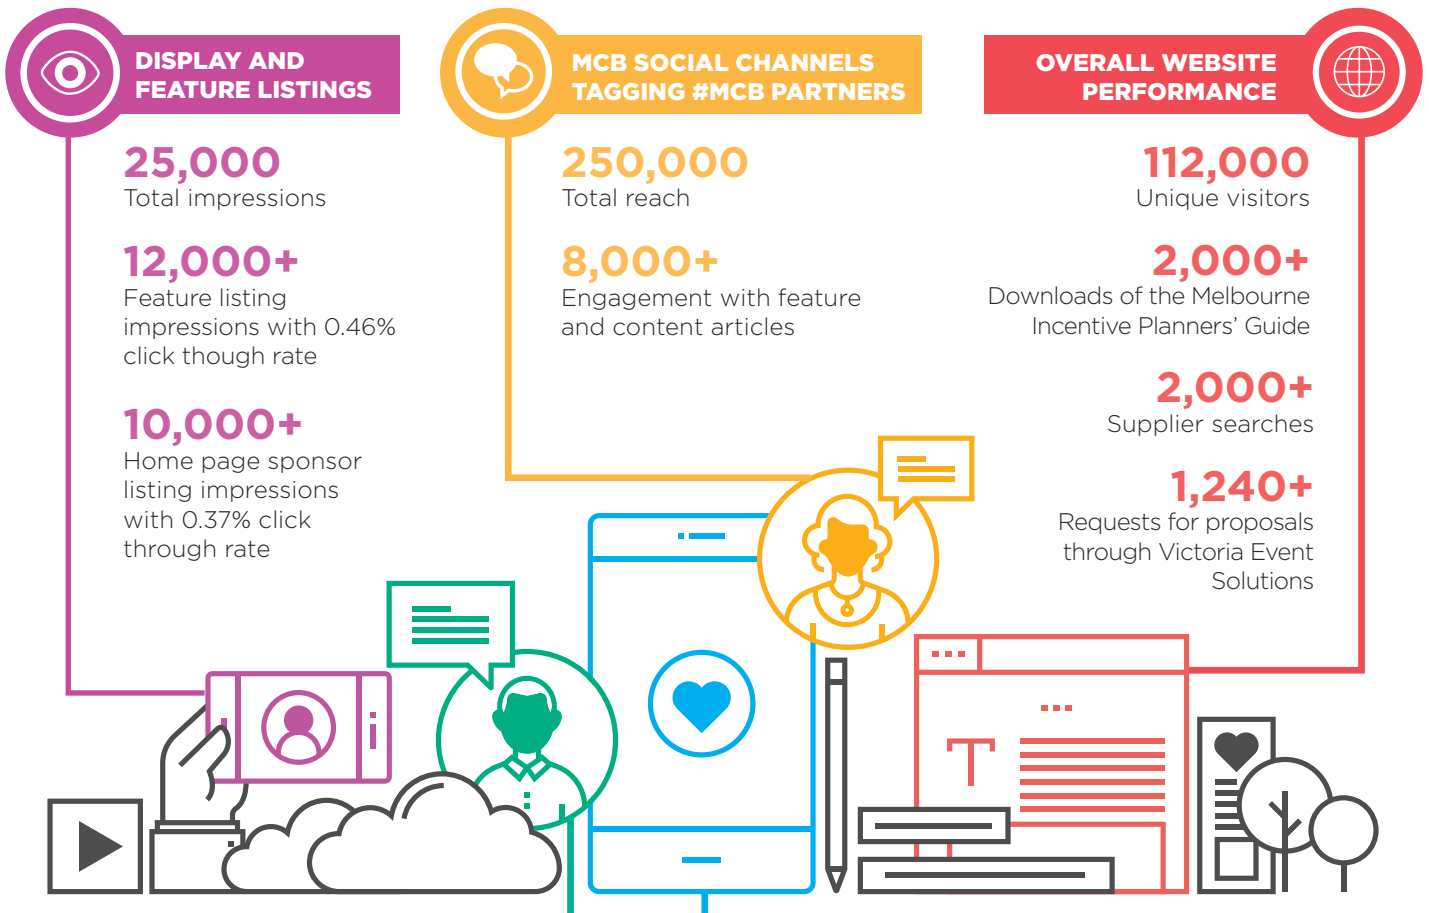 DISPLAY AND
FEATURE LISTINGS
25,000
Total impressions
12,000+
Feature listing
impressions with 0.46%
click though rate
10,000+
Home page sponsor
listing impressions
with 0.37% click
through rate
MCB SOCIAL CHANNELS
TAGGING #MCB PARTNERS
250,000
Total reach
8,000+
Engagement with feature
and content articles
OVERALL WEBSITE
PERFORMANCE
112,000
Unique visitors
2,000+
Downloads of the Melbourne
Incentive Planners’ Guide
2,000+
Supplier searches
1,240+
Requests for proposals
through Victoria Event
Solutions
T